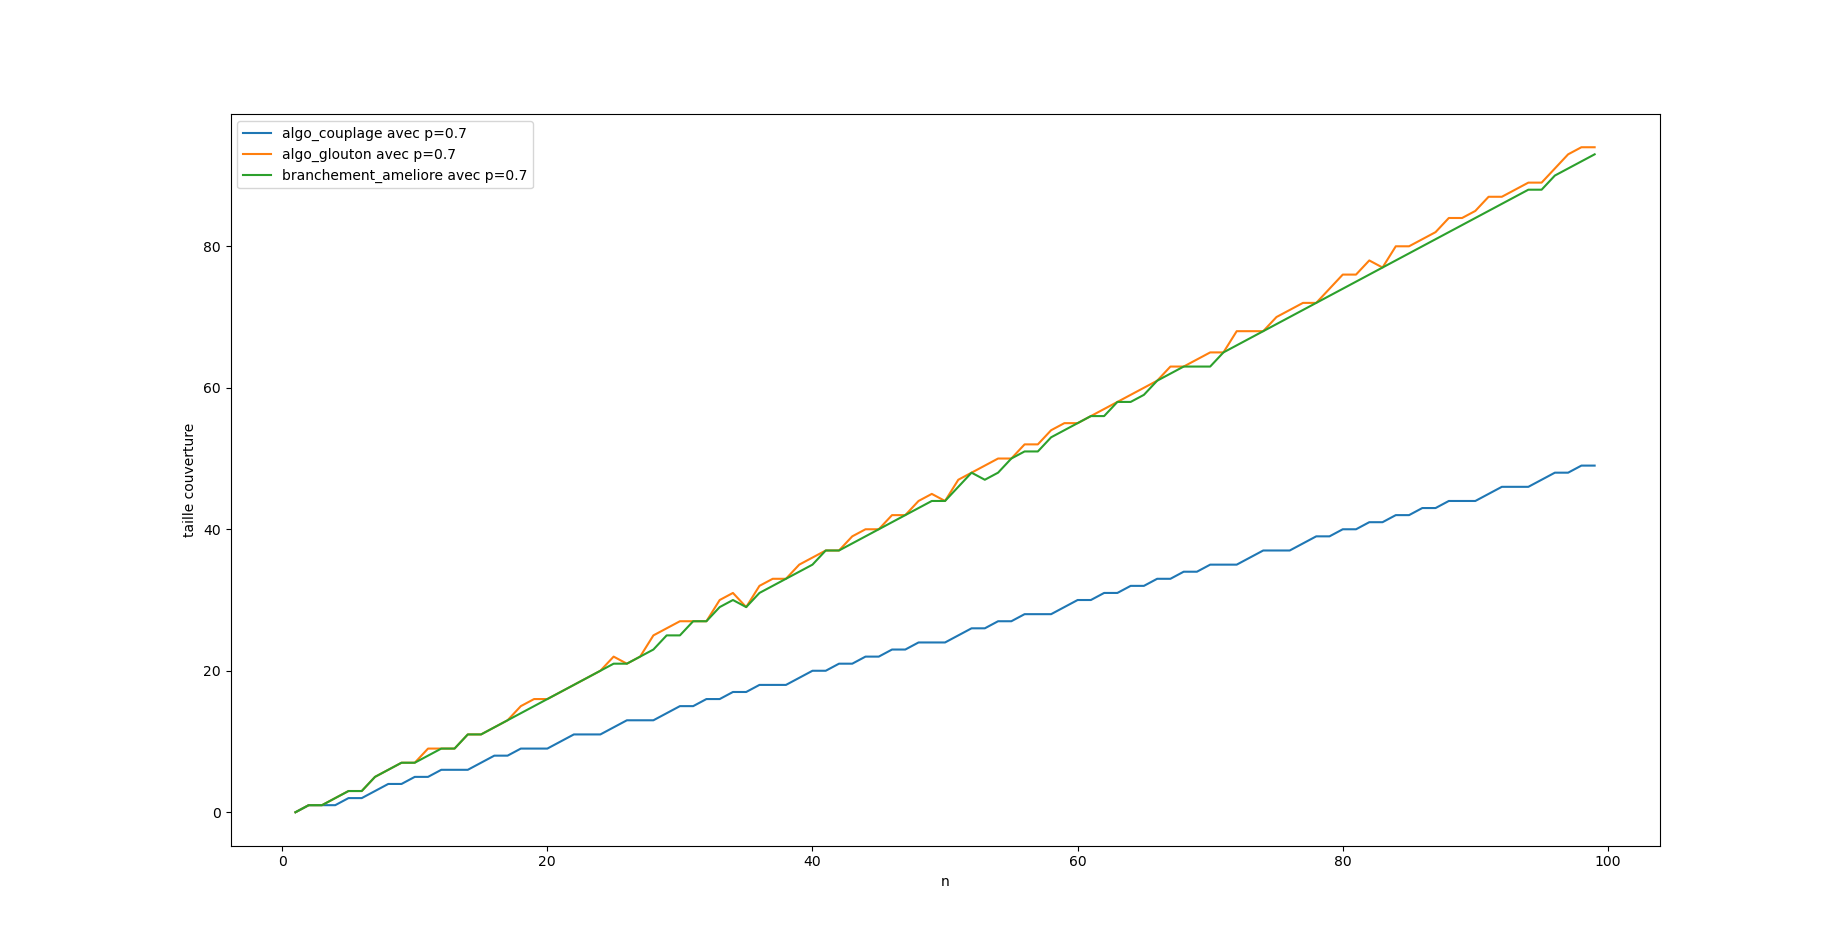 algo_couplage avec p=0.7
algo_glouton avec p=0.7
branchement_ameliore avec p=0.7
80
60
40
20
0
taille couverture
0 20 40 60 80 100
n